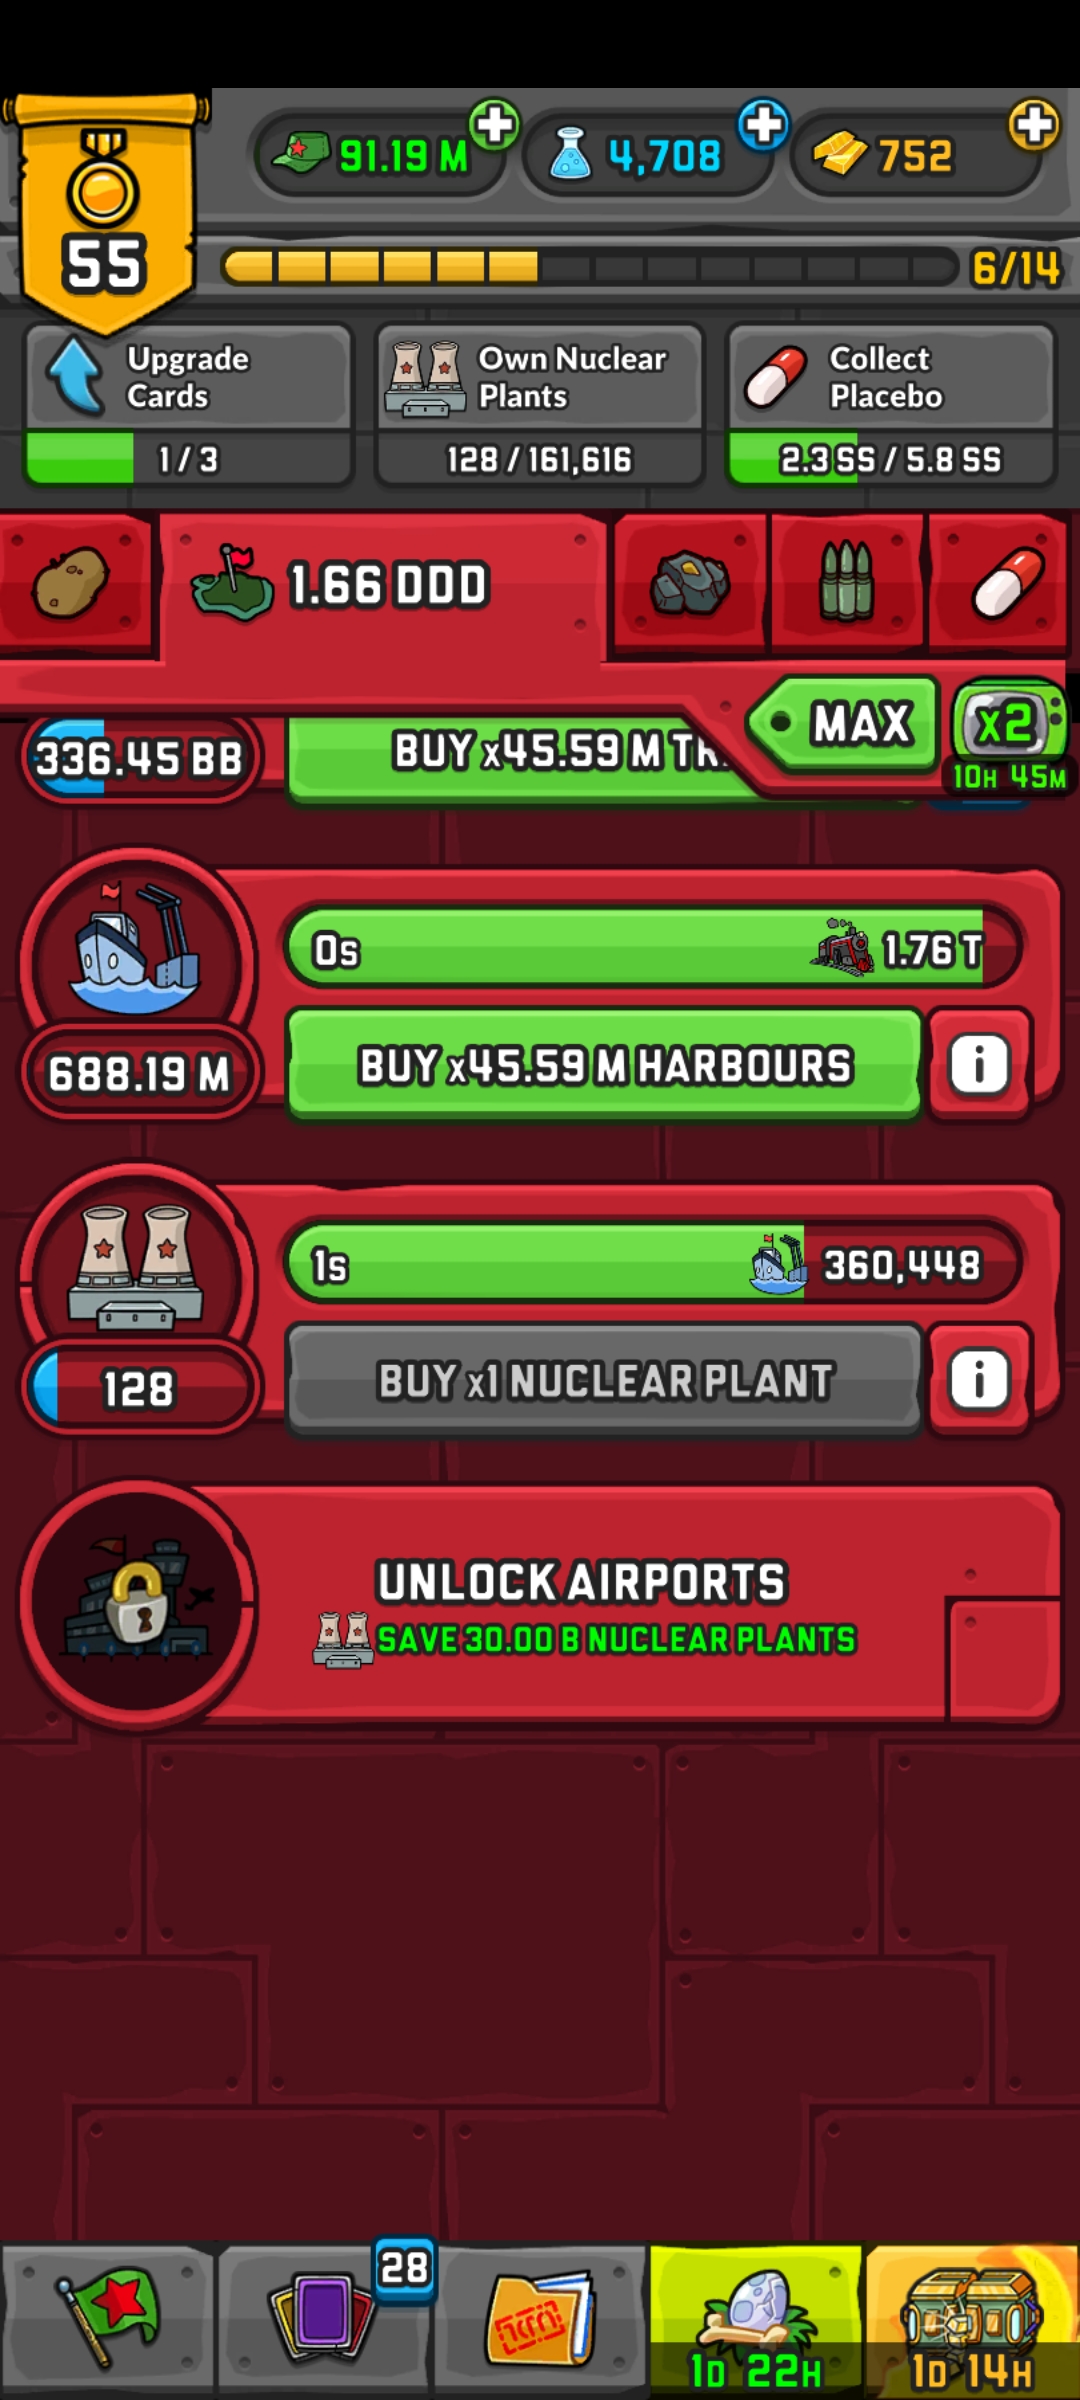 91.19 M
4,708
752
55
6/14
Upgrade
Cards
1 / 3
Own Nuclear
Plants
128 / 161,616
Collect
Placebo
2.3 SS / 5.8 SS
1.66 DDD
MAX
x2
10H 45M
336.45 BB
BUY x45.59 M TR
0s
1.76 T
688.19 M
BUY x45.59 M HARBOURS
i
1s
360,448
128
BUY x1 NUCLEAR PLANT
i
UNLOCK AIRPORTS
SAVE 30.00 B NUCLEAR PLANTS
28
1D 22H
1D 14H